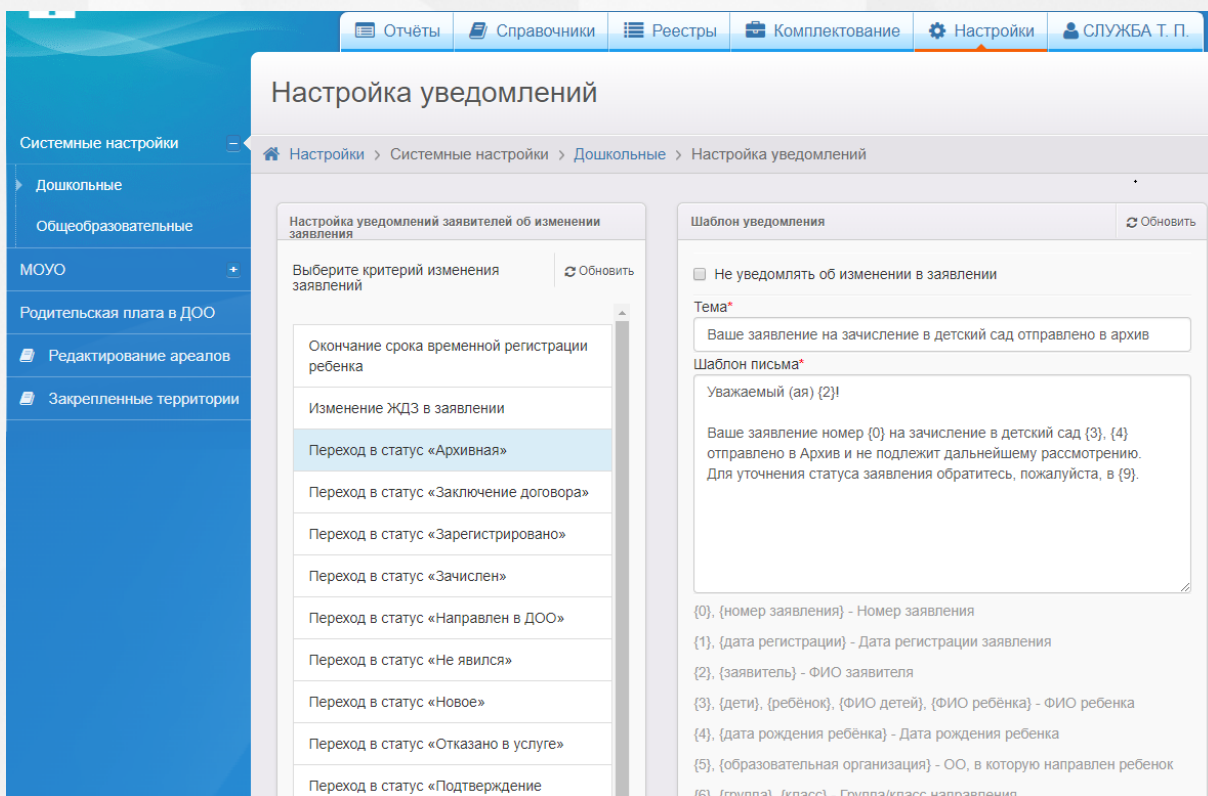 Отчёты
Справочники
Реестры
Комплектование
Настройки
СЛУЖБА Т. П.
Настройка уведомлений
Системные настройки
Дошкольные
Общеобразовательные
МОУО
Родительская плата в ДОО
Редактирование ареалов
Закрепленные территории
Настройки > Системные настройки > Дошкольные > Настройка уведомлений
Настройка уведомлений заявителей об изменении
заявления
Выберите критерий изменения
заявлений
Обновить
Окончание срока временной регистрации
ребенка
Изменение ЖДЗ в заявлении
Переход в статус «Архивная»
Переход в статус «Заключение договора»
Переход в статус «Зарегистрировано»
Переход в статус «Зачислен»
Переход в статус «Направлен в ДОО»
Переход в статус «Не явился»
Переход в статус «Новое»
Переход в статус «Отказано в услуге»
Переход в статус «Подтверждение
Шаблон уведомления
Обновить
Не уведомлять об изменении в заявлении
Тема*
Ваше заявление на зачисление в детский сад отправлено в архив
Шаблон письма*
Уважаемый (ая) {2}!
Ваше заявление номер {0} на зачисление в детский сад {3}, {4}
отправлено в Архив и не подлежит дальнейшему рассмотрению.
Для уточнения статуса заявления обратитесь, пожалуйста, в {9}.
{0}, {номер заявления} - Номер заявления
{1}, {дата регистрации} - Дата регистрации заявления
{2}, {заявитель} - ФИО заявителя
{3}, {дети}, {ребёнок}, {ФИО детей}, {ФИО ребёнка} - ФИО ребенка
{4}, {дата рождения ребёнка} - Дата рождения ребенка
{5}, {образовательная организация} - ОО, в которую направлен ребенок
{6}, {группа}, {класс} - Группа/класс направления